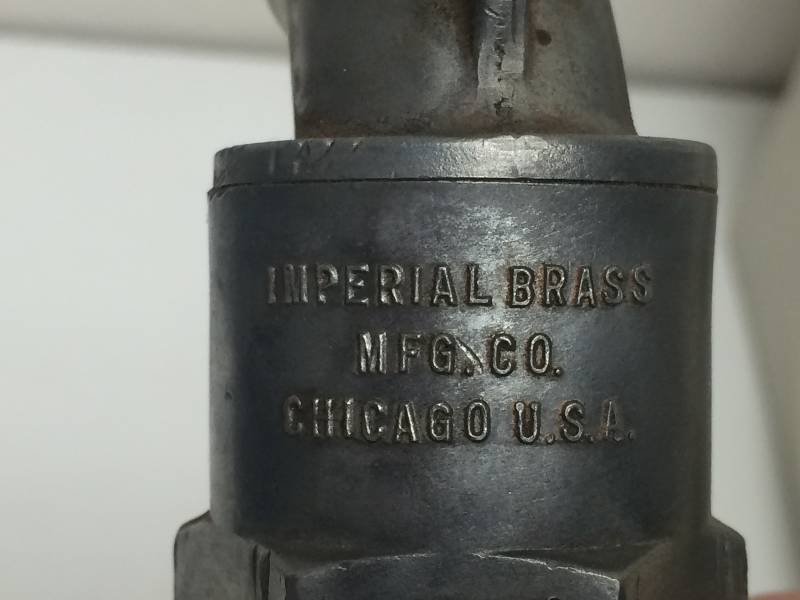 IMPERIAL BRASS
MFG. CO.
CHICAGO U.S.A.